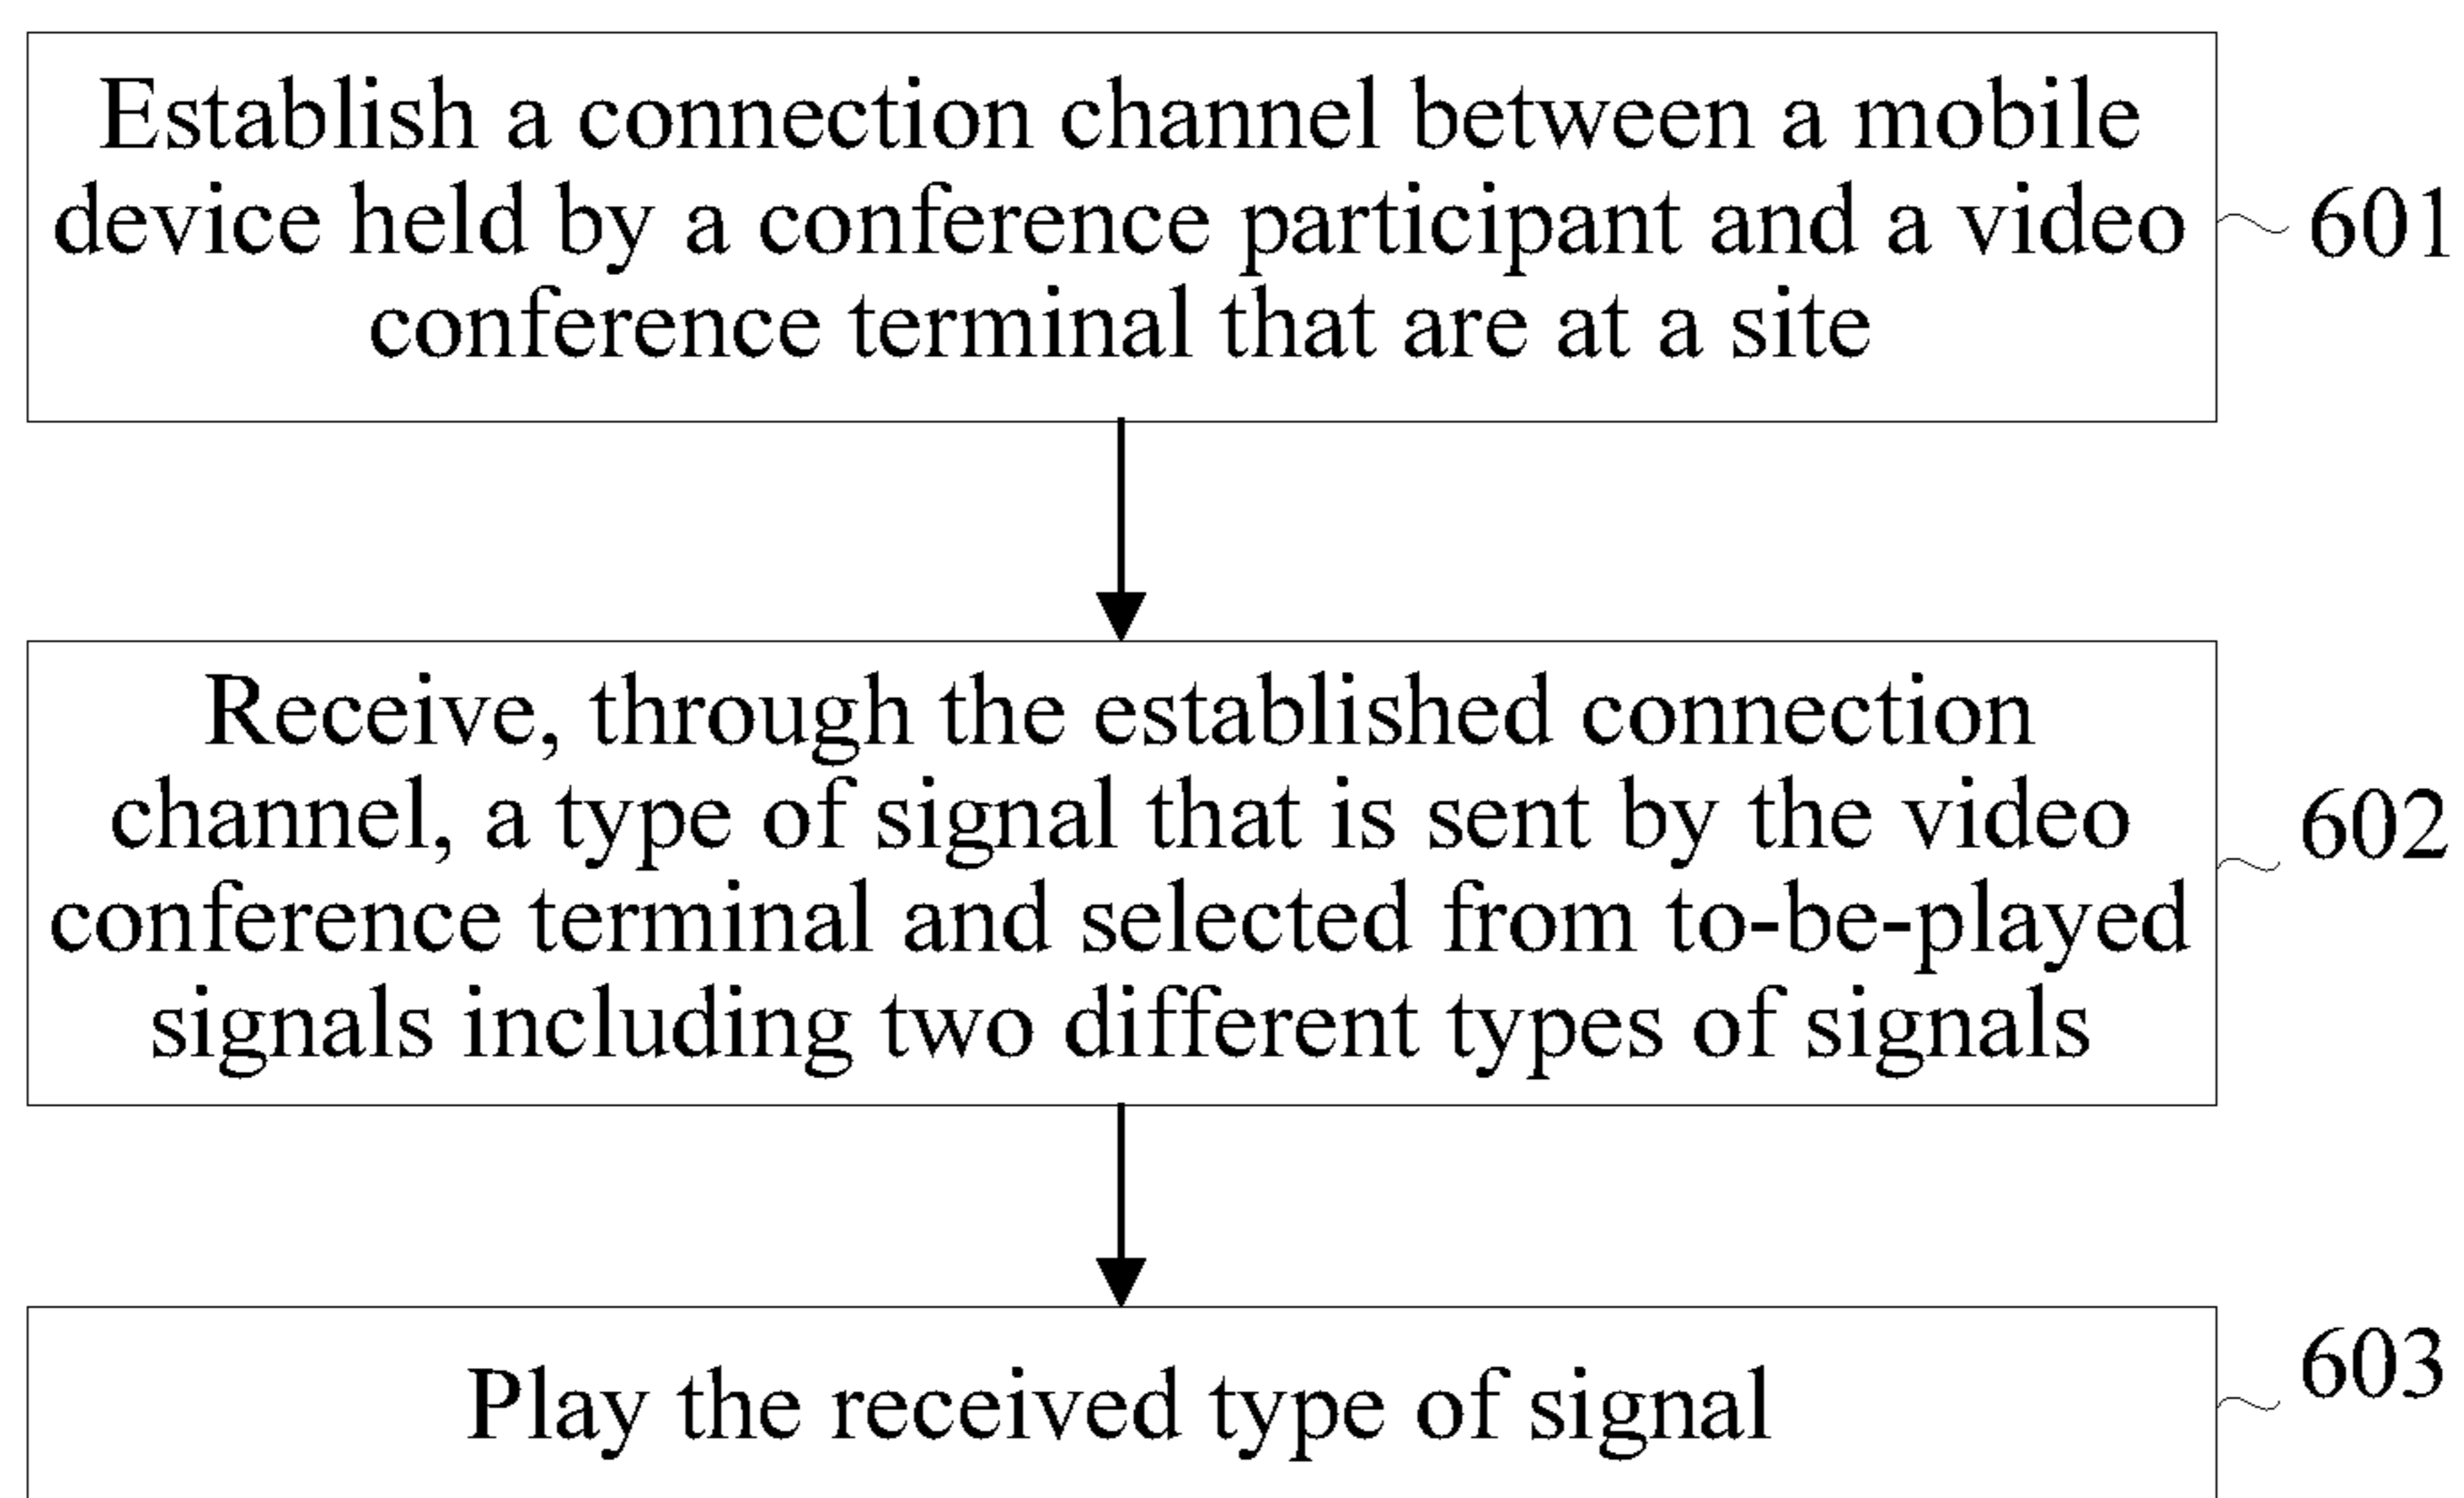 Establish a connection channel between a mobile
device held by a conference participant and a video
conference terminal that are at a site
601
Receive, through the established connection
channel, a type of signal that is sent by the video
conference terminal and selected from to-be-played
signals including two different types of signals
602
Play the received type of signal
603